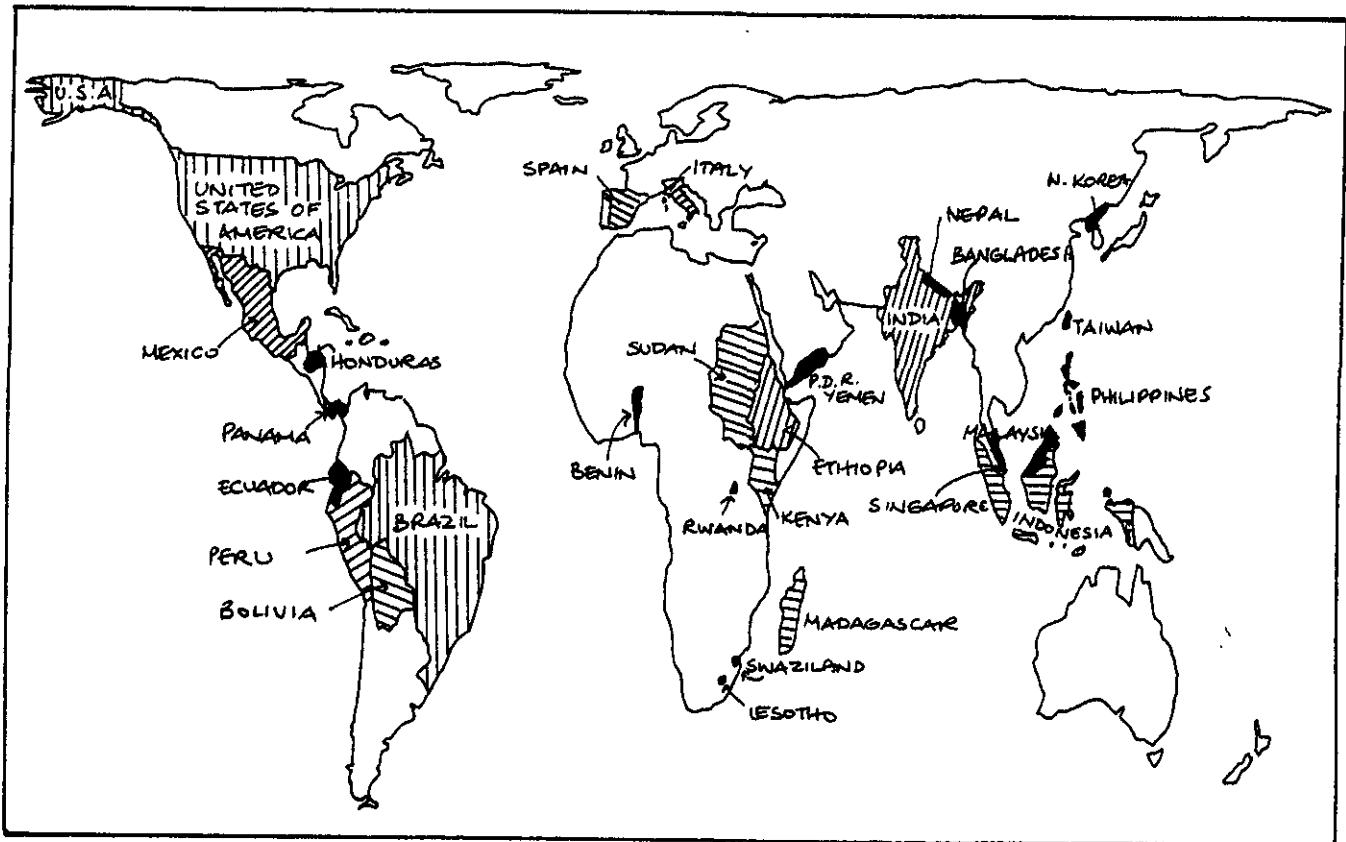 U.S.A
UNITED
STATES OF
AMERICA
MEXICO
HONDURAS
PANAMA
ECUADOR
PERU
BRAZIL
BOLIVIA
SPAIN
ITALY
SUDAN
P.D.R.
YEMEN
BENIN
ETHIOPIA
RWANDA
KENYA
MADAGASCAR
SWAZILAND
LESOTHO
N. KOREA
NEPAL
BANGLADESH
INDIA
TAIWAN
PHILIPPINES
MALAYSIA
SINGAPORE
INDONESIA